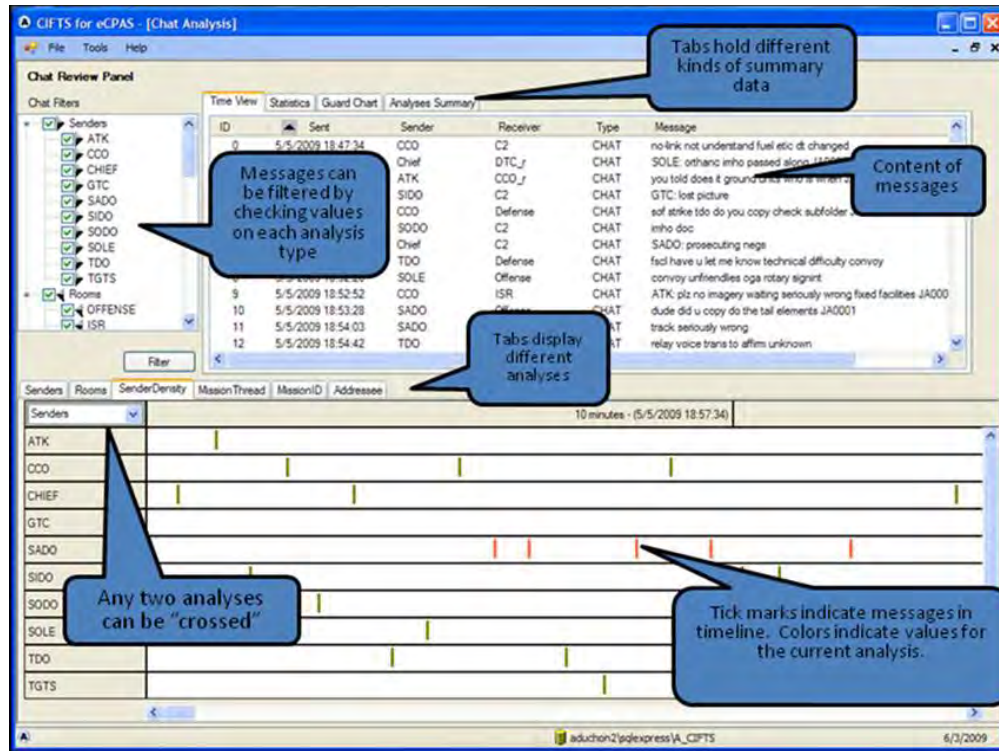 CIFTS for eCPAS - [Chat Analysis]
File Tools Help
Chat Review Panel
Chat Filters
Senders
ATK
CCO
CHIEF
GTC
SADO
SIDO
SODO
SOLE
TDO
TGTS
Rooms
OFFENSE
ISR
Filter
Tabs hold different
kinds of summary
data
Time View Statistics Guard Chart Analyses Summary
ID Sent Sender Receiver Type Message
0 5/5/2009 18:47:34 CCO C2 CHAT no-link not understand fuel etic dt changed
Chief DTC_r CHAT SOLE: orthanc imho passed along
ATK CCO_r CHAT you told does it ground
SIDO C2 CHAT GTC: lost picture
CCO Defense CHAT sof strike tdo do you copy check subfolder
SODO C2 CHAT imho doc
Chief C2 CHAT SADO: prosecuting negs
TDO Defense CHAT fscl have u let me know technical difficulty convoy
SOLE Offense CHAT convoy unfriendlies oga rotary signint
9 5/5/2009 18:52:52 CCO ISR CHAT ATK: plz no imagery waiting seriously wrong fixed facilities JA000
10 5/5/2009 18:53:28 SADO CHAT dude did u copy do the tail elements JA0001
11 5/5/2009 18:54:03 SADO CHAT track seriously wrong
12 5/5/2009 18:54:42 TDO CHAT relay voice trans to affirm unknown
Messages can
be filtered by
checking values
on each analysis
type
Content of
messages
Tabs display
different
analyses
Senders Rooms SenderDensity MissionThread MissionID Addressee
Senders
10 minutes - (5/5/2009 18:57:34)
ATK
CCO
CHIEF
GTC
SADO
SIDO
SODO
SOLE
TDO
TGTS
Any two analyses
can be "crossed"
Tick marks indicate messages in
timeline. Colors indicate values for
the current analysis.
aduchon2\sqlexpress\A_CIFTS
6/3/2009